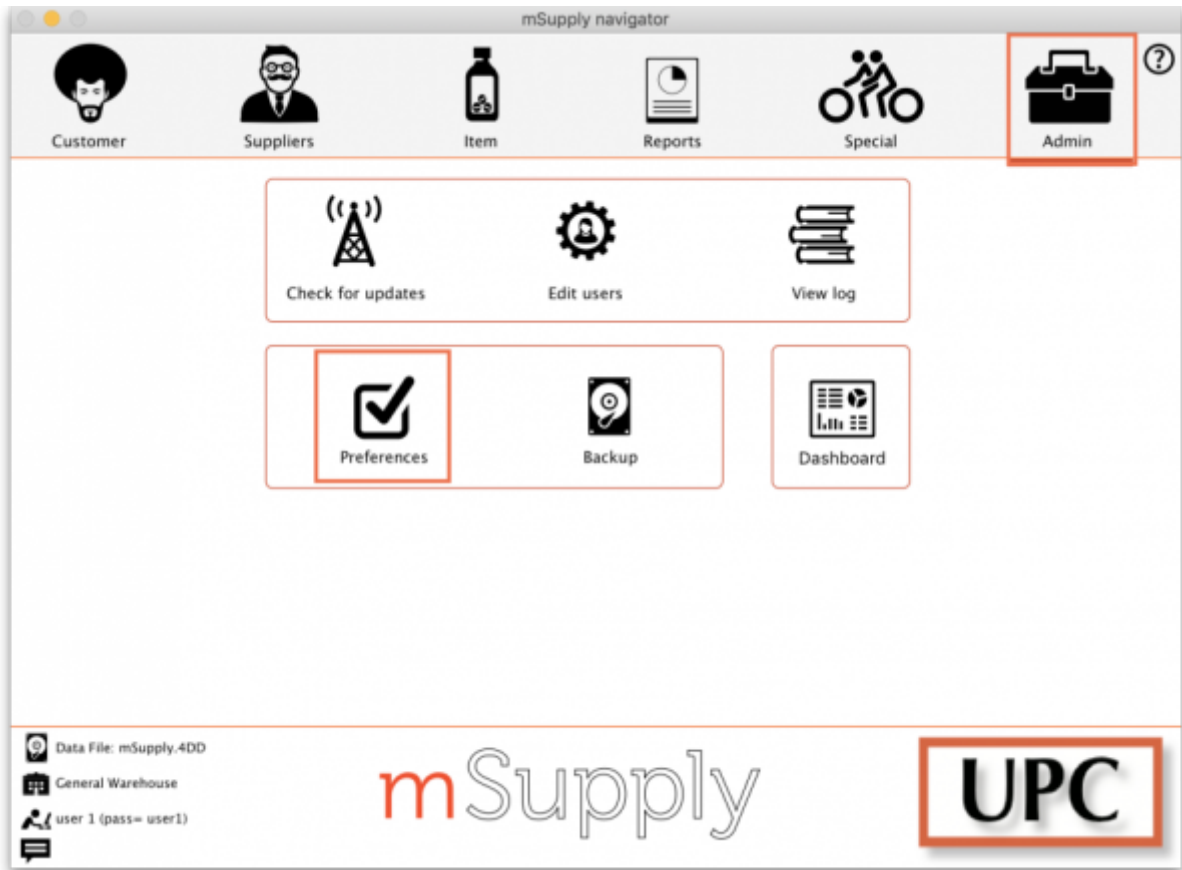 mSupply navigator
Customer Suppliers Item Reports Special Admin ?
Check for updates Edit users View log
Preferences Backup Dashboard
Data File: mSupply.4DD
General Warehouse
user 1 (pass= user1)
mSupply UPC